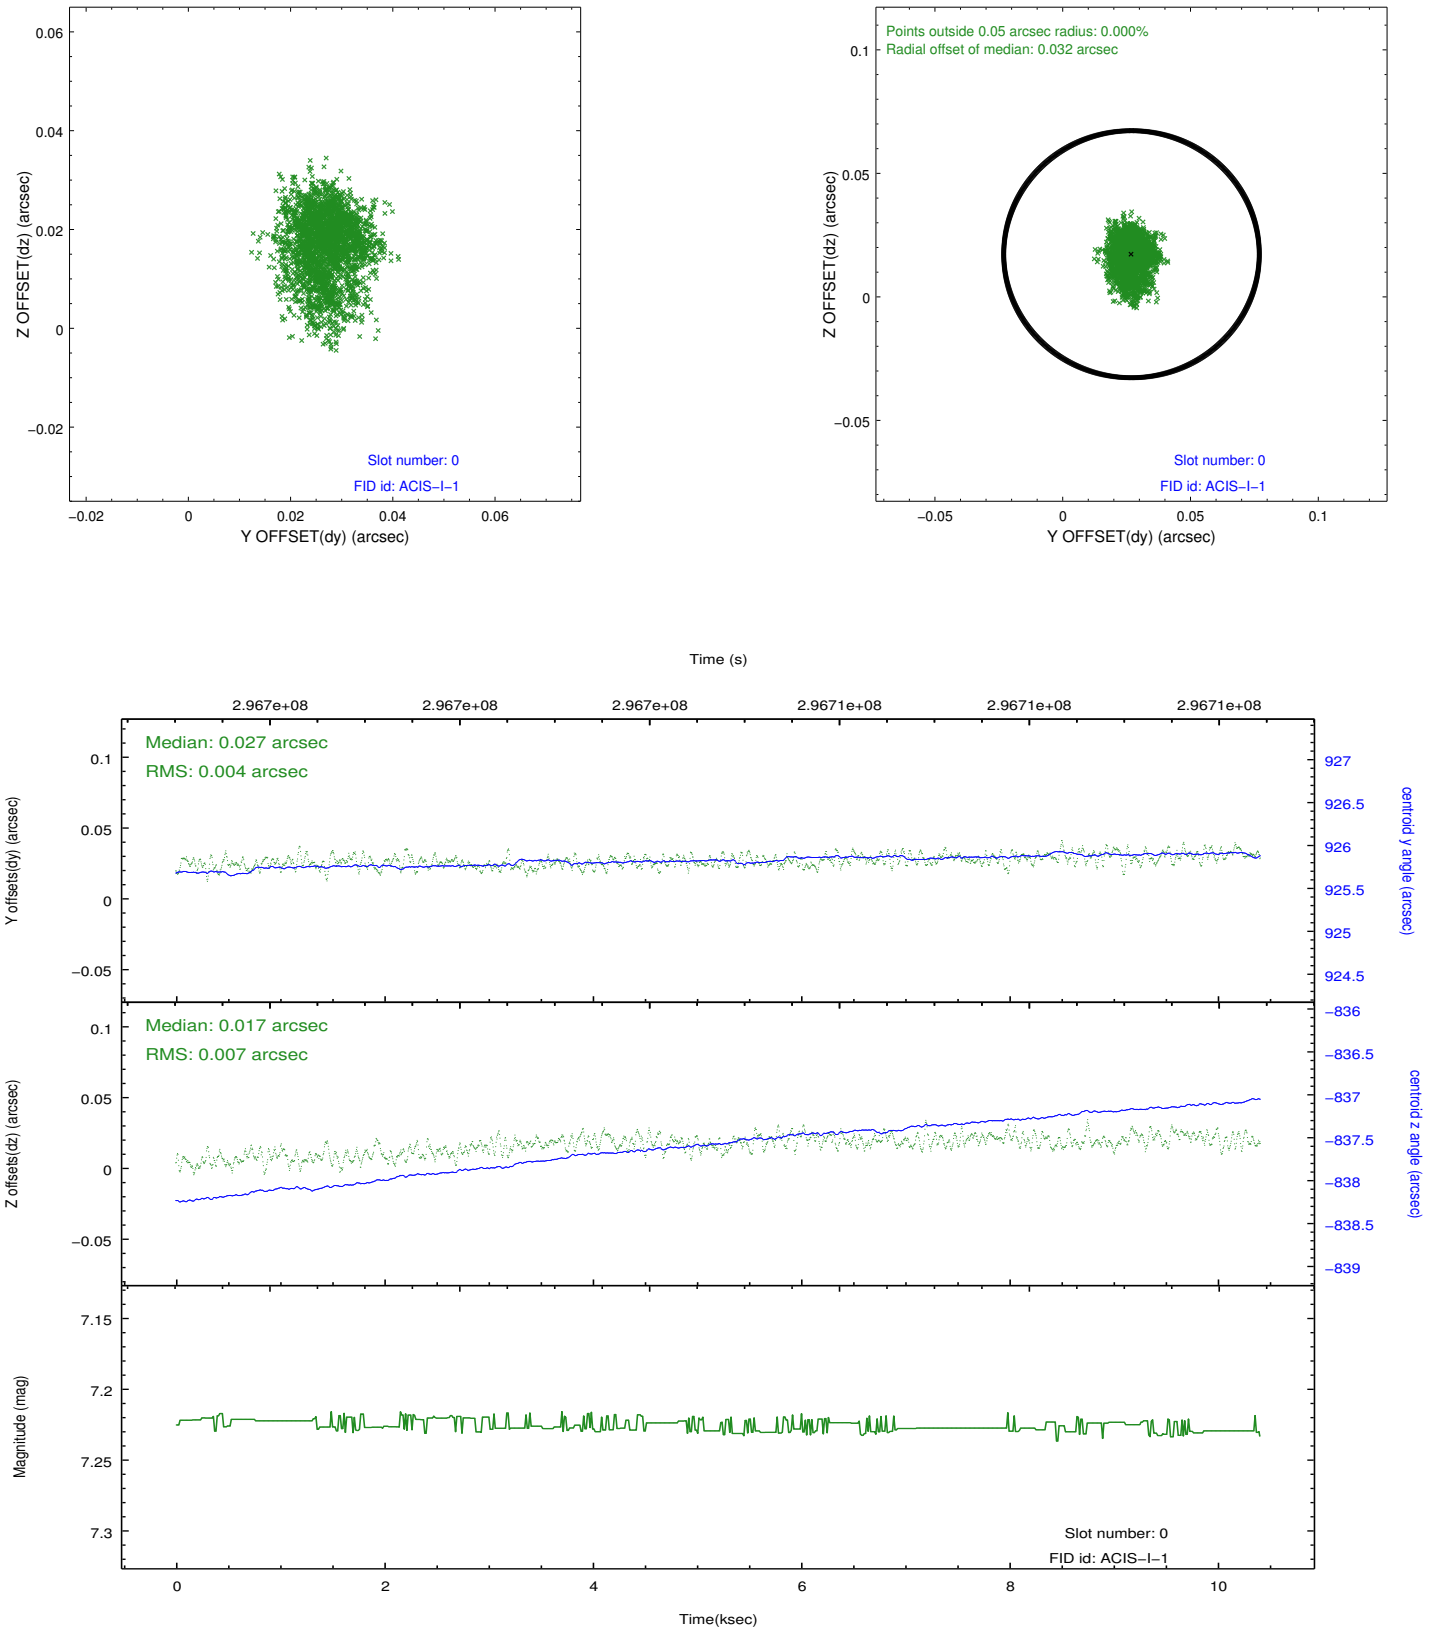 0.06
0.04
0.02
0
−0.02
Z OFFSET(dz) (arcsec)
Slot number: 0
FID id: ACIS−I−1
−0.02 0 0.02 0.04 0.06
Y OFFSET(dy) (arcsec)
Points outside 0.05 arcsec radius: 0.000%
Radial offset of median: 0.032 arcsec
0.1
0.05
0
−0.05
Z OFFSET(dz) (arcsec)
Slot number: 0
FID id: ACIS−I−1
−0.05 0 0.05 0.1
Y OFFSET(dy) (arcsec)
Time (s)
2.967e+08 2.967e+08 2.967e+08 2.9671e+08 2.9671e+08 2.9671e+08
Median: 0.027 arcsec
RMS: 0.004 arcsec
0.1
0.05
0
−0.05
Y offsets(dy) (arcsec)
927
926.5
926
925.5
925
924.5
centroid y angle (arcsec)
Median: 0.017 arcsec
RMS: 0.007 arcsec
0.1
0.05
0
−0.05
Z offsets(dz) (arcsec)
−836
−836.5
−837
−837.5
−838
−838.5
−839
centroid z angle (arcsec)
7.15
7.2
7.25
7.3
Magnitude (mag)
Slot number: 0
FID id: ACIS−I−1
0 2 4 6 8 10
Time(ksec)